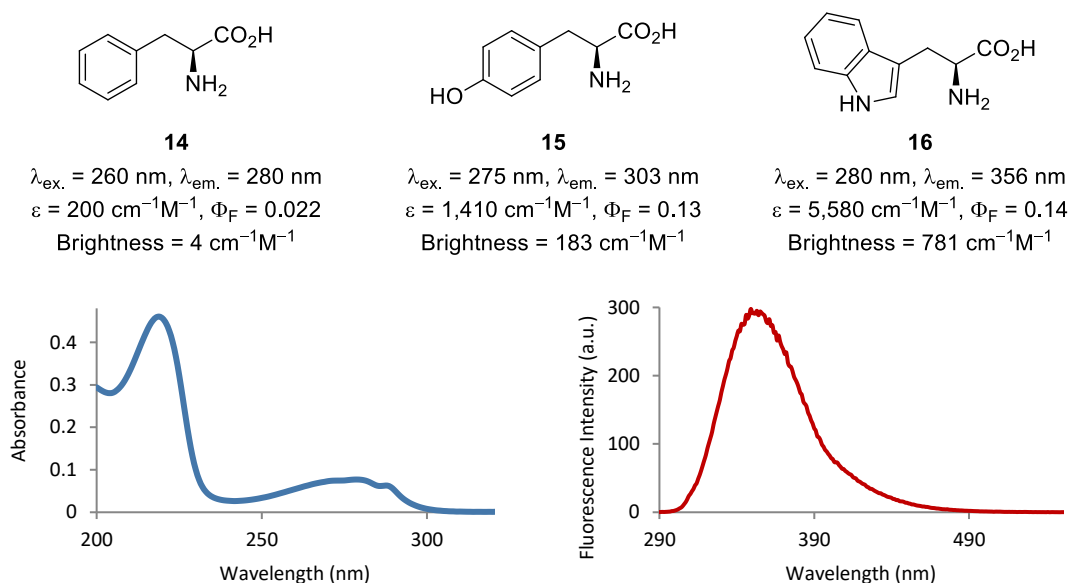 CO₂H
NH₂
HO
CO₂H
NH₂
HN
CO₂H
NH₂
14
15
16
λex. = 260 nm, λem. = 280 nm
λex. = 275 nm, λem. = 303 nm
λex. = 280 nm, λem. = 356 nm
ε = 200 cm⁻¹M⁻¹, ΦF = 0.022
ε = 1,410 cm⁻¹M⁻¹, ΦF = 0.13
ε = 5,580 cm⁻¹M⁻¹, ΦF = 0.14
Brightness = 4 cm⁻¹M⁻¹
Brightness = 183 cm⁻¹M⁻¹
Brightness = 781 cm⁻¹M⁻¹
Absorbance
0.4
0.3
0.2
0.1
0
200
250
300
Wavelength (nm)
Fluorescence Intensity (a.u.)
300
200
100
0
290
390
490
Wavelength (nm)